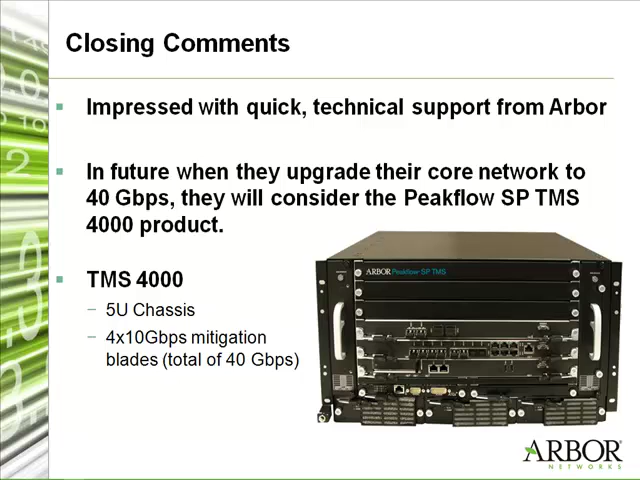 Closing Comments
Impressed with quick, technical support from Arbor
In future when they upgrade their core network to
40 Gbps, they will consider the Peakflow SP TMS
4000 product.
TMS 4000
– 5U Chassis
– 4x10Gbps mitigation
blades (total of 40 Gbps)
ARBOR Peakflow SP TMS
ARBOR
NETWORKS